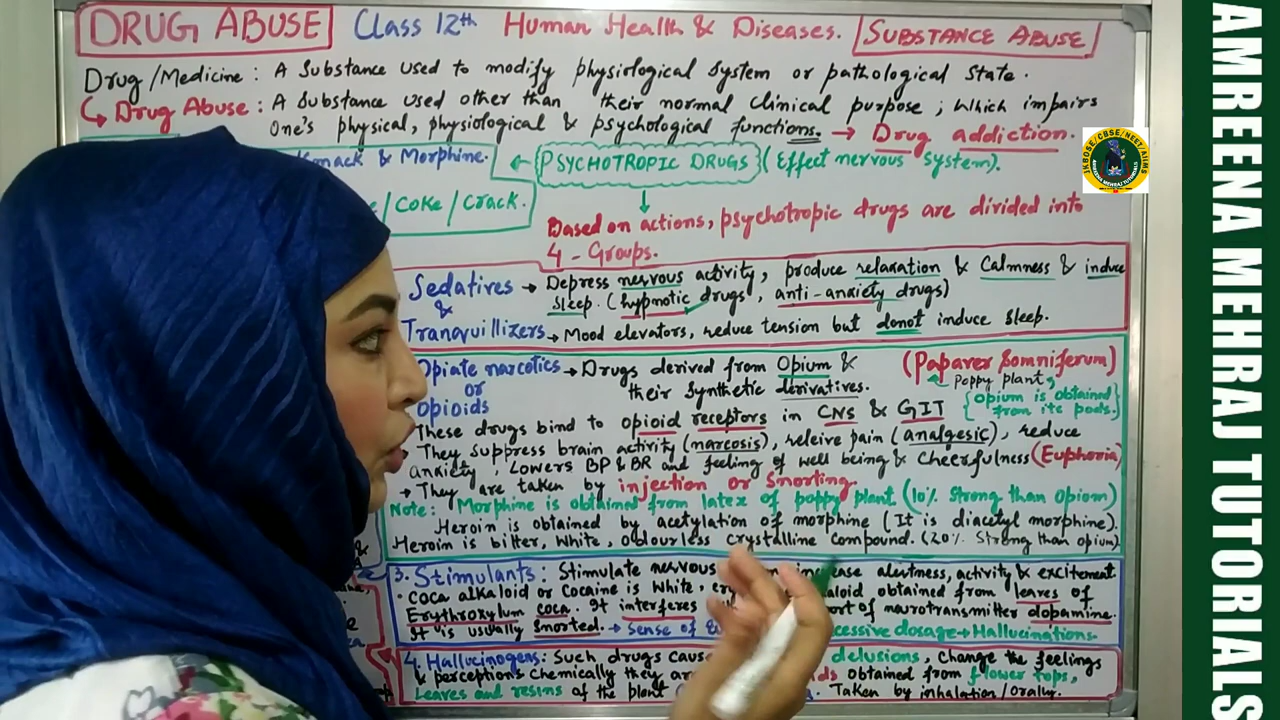 DRUG ABUSE Class 12th Human Health & Diseases. SUBSTANCE ABUSE
Drug/Medicine : A Substance used to modify physiological System or pathological State.
↳ Drug Abuse : A Substance used other than their normal clinical purpose ; which impairs
One's physical, physiological & psychological functions. → Drug addiction.
Smack & Morphine. ← PSYCHOTROPIC DRUGS (Effect nervous system).
/ Coke / Crack.
Based on actions, psychotropic drugs are divided into
4 - Groups.
Sedatives → Depress nervous activity, produce relaxation & Calmness & induce
& Sleep. (hypnotic drugs, anti-anxiety drugs)
Tranquillizers → Mood elevators, reduce tension but donot induce sleep.
Opiate narcotics → Drugs derived from Opium & (Papaver Somniferum)
or their Synthetic derivatives. Poppy plant,
Opioids {opium is obtained
from its pods.}
These drugs bind to opioid receptors in CNS & GIT
They suppress brain activity (narcosis), releive pain (analgesic), reduce
anxiety, Lowers BP & BR and feeling of well being & Cheerfulness (Euphoria)
→ They are taken by injection or Snorting.
Note: Morphine is obtained from latex of poppy plant (10% Strong than Opiom)
Heroin is obtained by acetylation of morphine (It is diacetyl morphine).
Heroin is bitter, White, Odourless crystalline Compound. (20% Strong than opium)
3. Stimulants : Stimulate nervous increase alertness, activity & excitement.
Coca alkaloid or Cocaine is White obtained from leaves of
Erythroxylum coca. It interferes of neurotransmitter dopamine.
It is usually Snorted. → Sense of → Hallucinations.
4. Hallucinogens : Such drugs cause delusions, Change the feelings
& perceptions Chemically they are obtained from flower tops,
Leaves and resins of the plant Taken by inhalation/Orally.
JKBOSE/CBSE/NEET/AIIMS
AMREENA MEHRAJ TUTORIALS
AMREENA MEHRAJ TUTORIALS